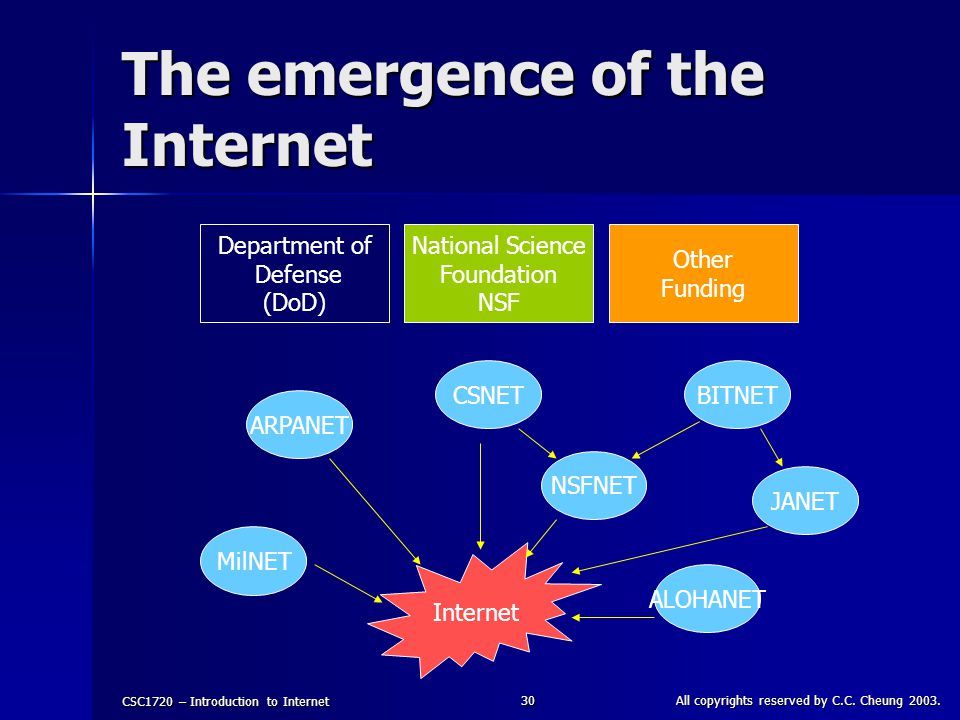 The emergence of the
Internet
Department of
Defense
(DoD)
National Science
Foundation
NSF
Other
Funding
CSNET
BITNET
ARPANET
NSFNET
JANET
MilNET
ALOHANET
Internet
CSC1720 – Introduction to Internet
30
All copyrights reserved by C.C. Cheung 2003.